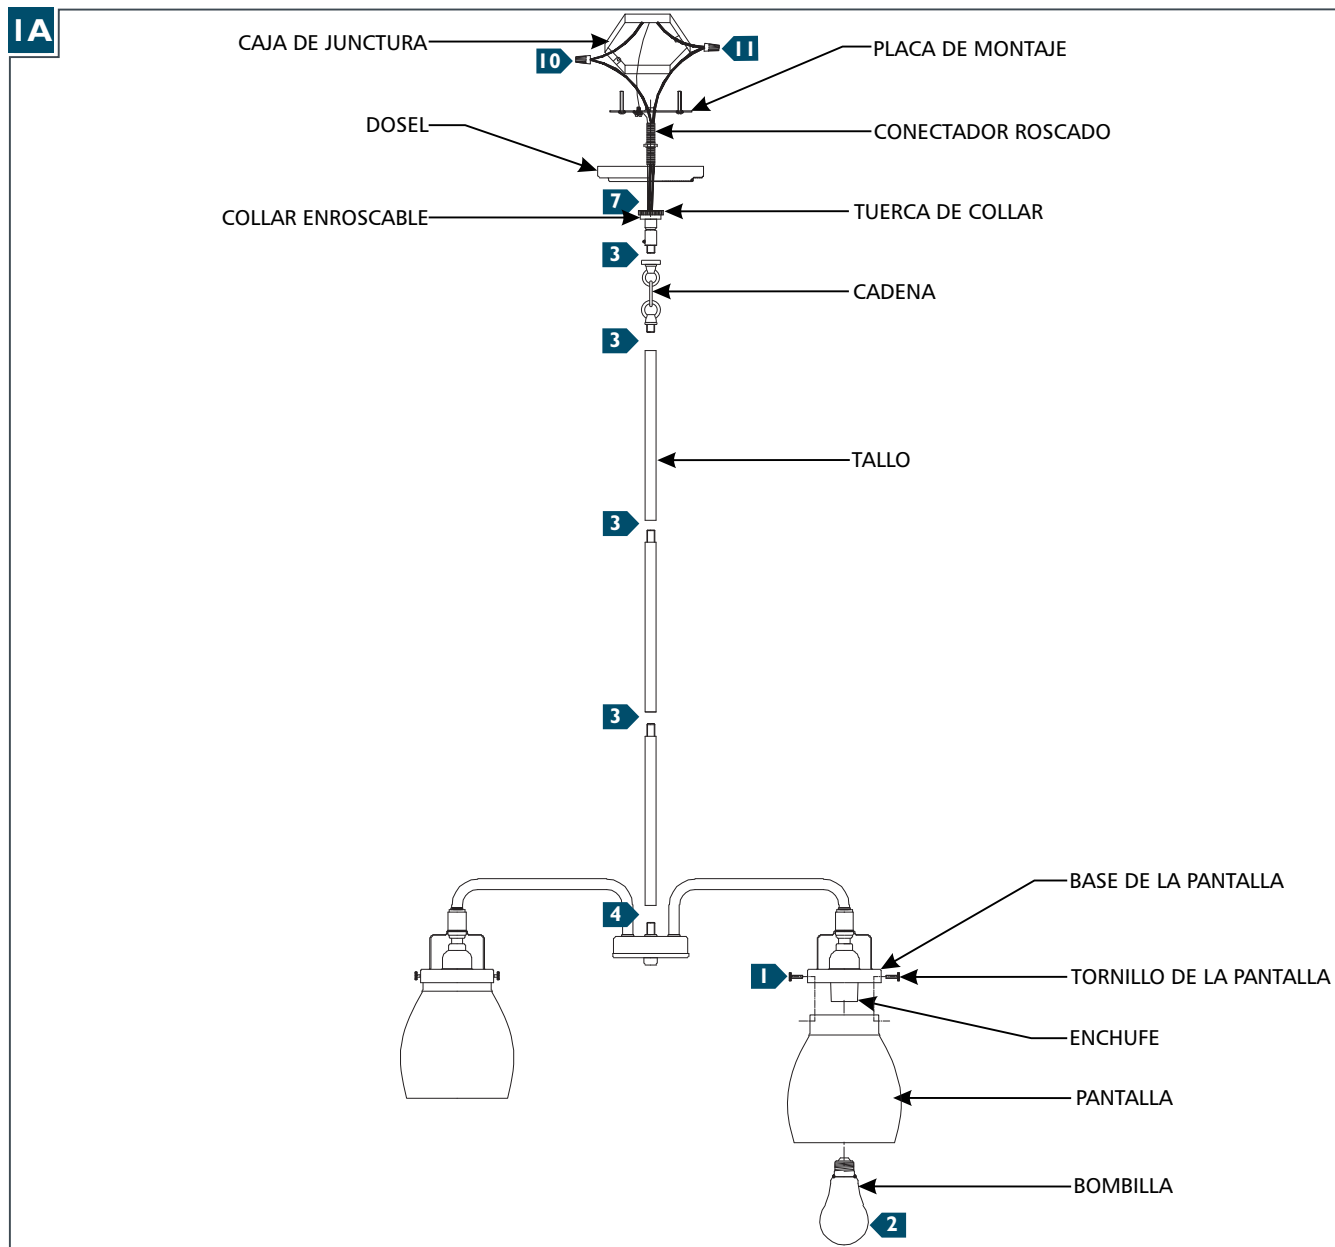 1A
CAJA DE JUNCTURA
10
11
PLACA DE MONTAJE
DOSEL
CONECTADOR ROSCADO
7
COLLAR ENROSCABLE
TUERCA DE COLLAR
3
CADENA
3
TALLO
3
3
BASE DE LA PANTALLA
4
1
TORNILLO DE LA PANTALLA
ENCHUFE
PANTALLA
BOMBILLA
2